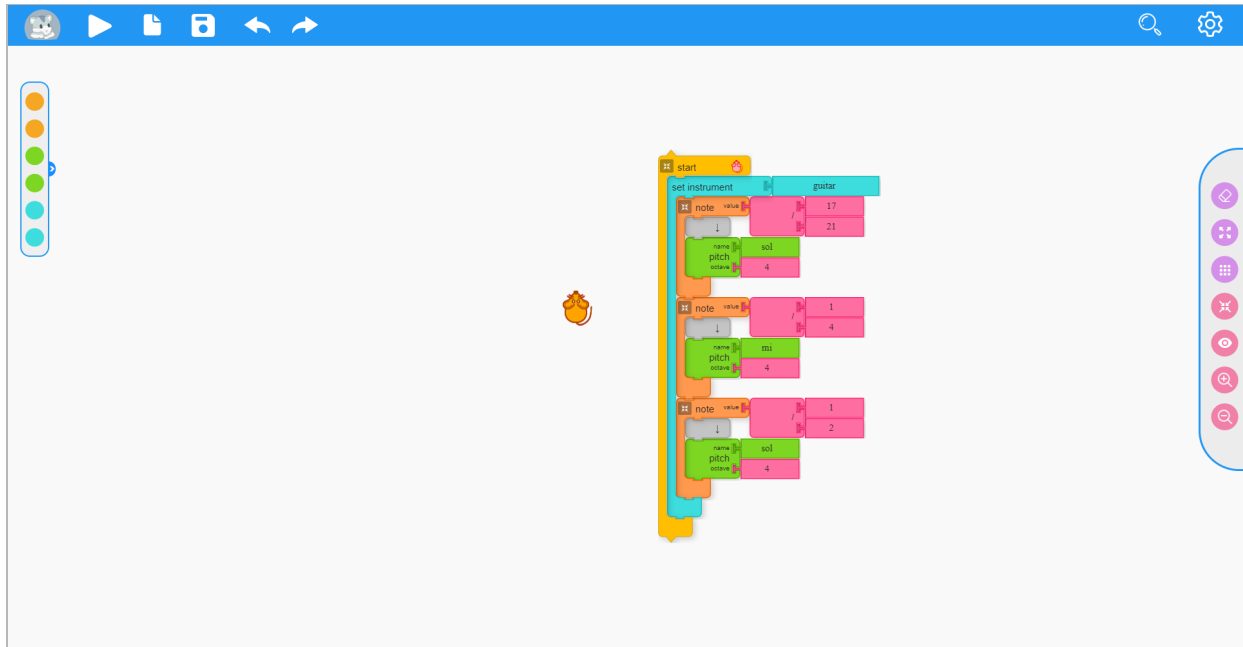 start
set instrument guitar
note value / 17
21
↓
name sol
pitch
octave 4
note value / 1
4
↓
name mi
pitch
octave 4
note value / 1
2
↓
name sol
pitch
octave 4